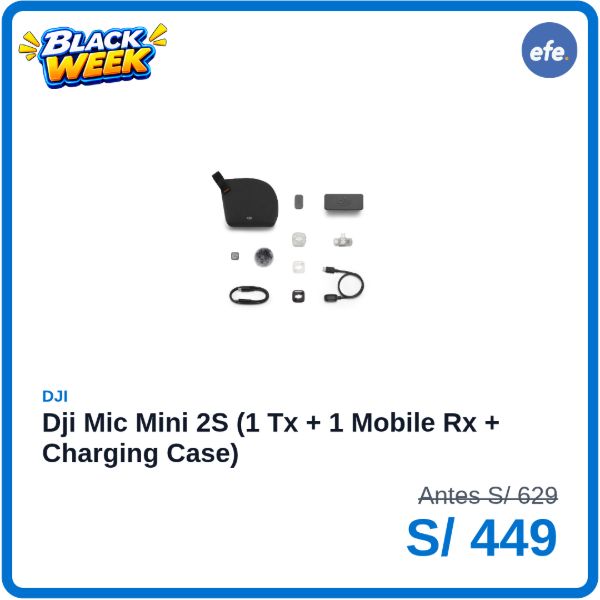 BLACK
WEEK
efe.
DJI
Dji Mic Mini 2S (1 Tx + 1 Mobile Rx +
Charging Case)
Antes S/ 629
S/ 449